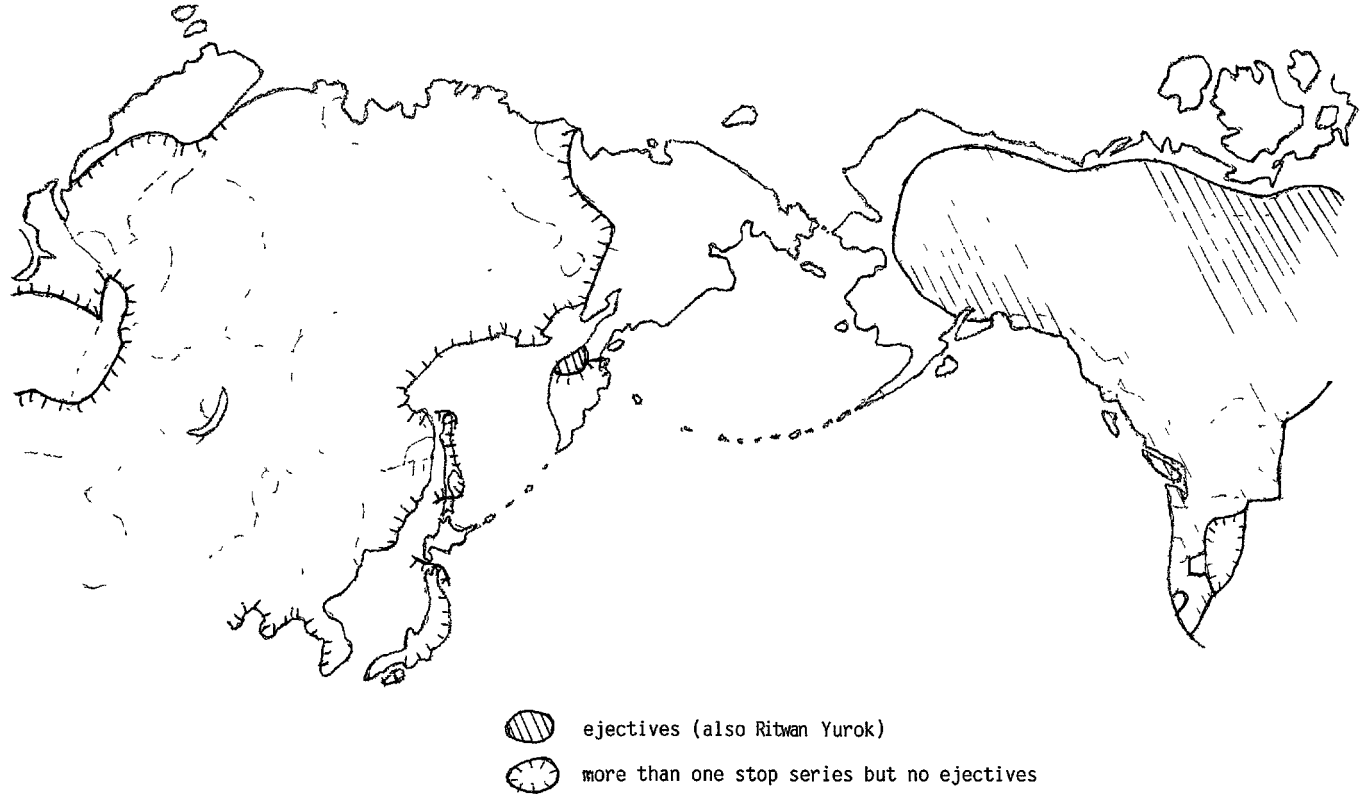 ejectives (also Ritwan Yurok)
more than one stop series but no ejectives